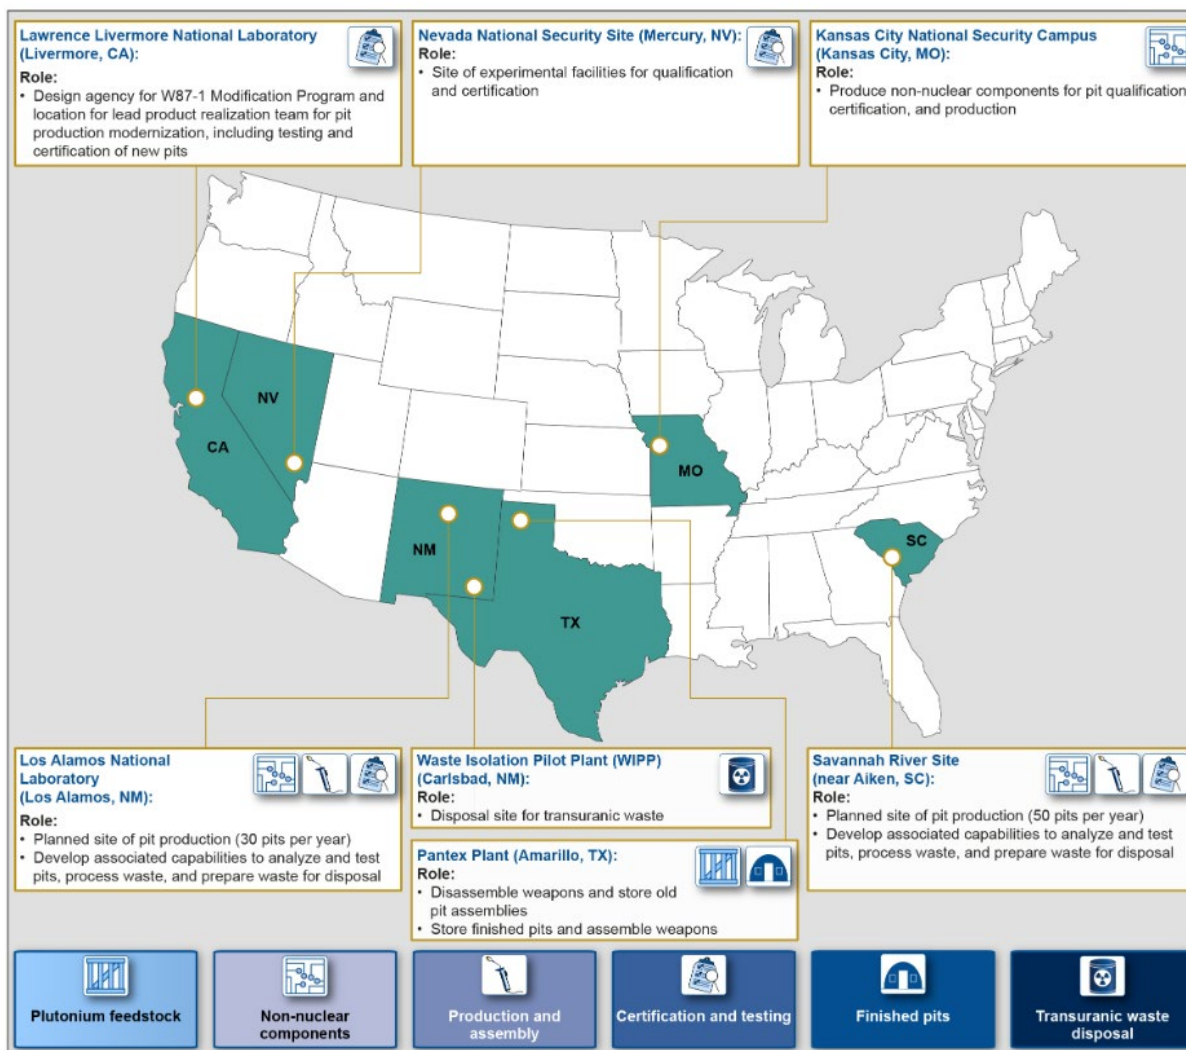 Lawrence Livermore National Laboratory
(Livermore, CA):
Role:
• Design agency for W87-1 Modification Program and
location for lead product realization team for pit
production modernization, including testing and
certification of new pits
Nevada National Security Site (Mercury, NV):
Role:
• Site of experimental facilities for qualification
and certification
Kansas City National Security Campus
(Kansas City, MO):
Role:
• Produce non-nuclear components for pit qualification,
certification, and production
NV
CA
MO
NM
TX
SC
Los Alamos National
Laboratory
(Los Alamos, NM):
Role:
• Planned site of pit production (30 pits per year)
• Develop associated capabilities to analyze and test
pits, process waste, and prepare waste for disposal
Waste Isolation Pilot Plant (WIPP)
(Carlsbad, NM):
Role:
• Disposal site for transuranic waste
Pantex Plant (Amarillo, TX):
Role:
• Disassemble weapons and store old
pit assemblies
• Store finished pits and assemble weapons
Savannah River Site
(near Aiken, SC):
Role:
• Planned site of pit production (50 pits per year)
• Develop associated capabilities to analyze and test
pits, process waste, and prepare waste for disposal
Plutonium feedstock
Non-nuclear
components
Production and
assembly
Certification and testing
Finished pits
Transuranic waste
disposal